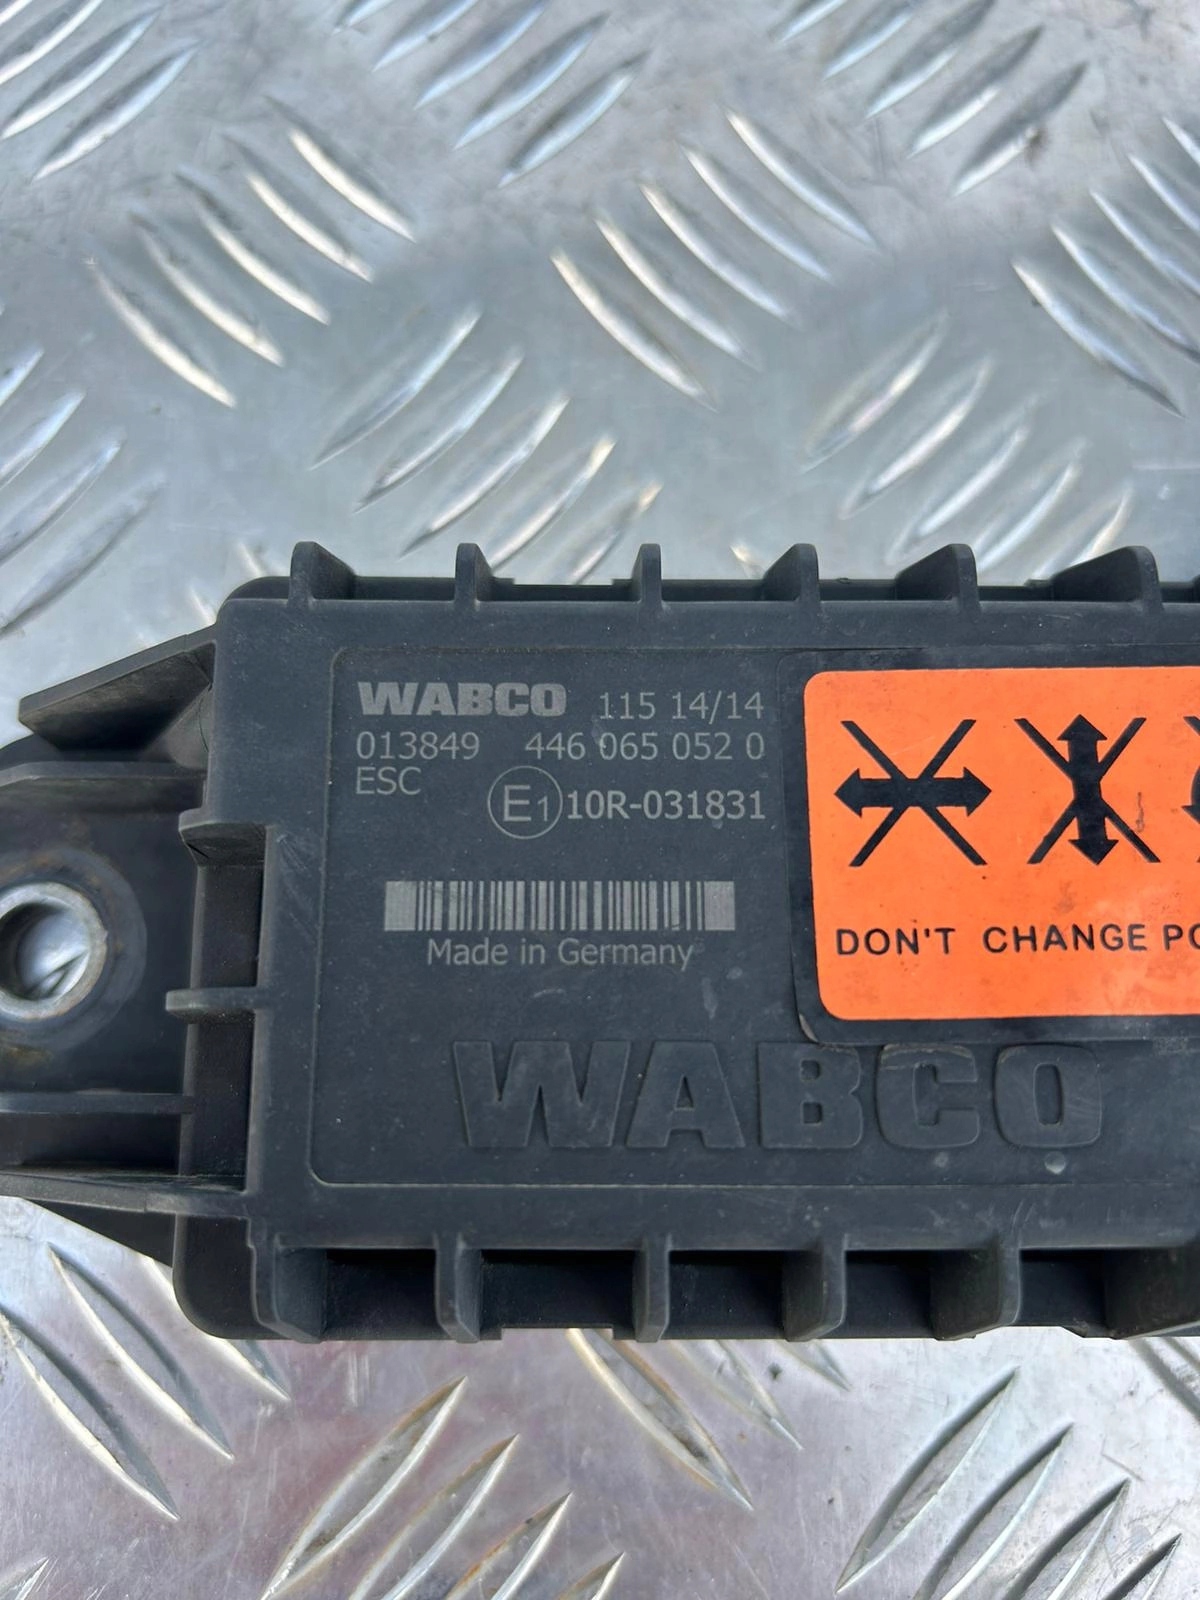 WABCO 115 14/14
013849 446 065 052 0
ESC
E1 10R-031831
Made in Germany
DON'T CHANGE
WABCO